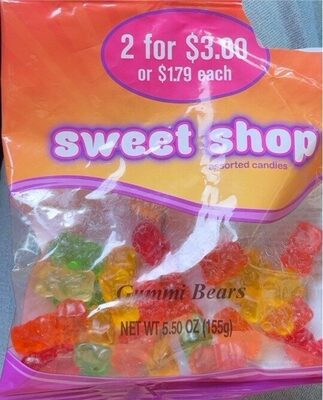 2 for $3.00
or $1.79 each
sweet shop
assorted candies
Gummi Bears
NET WT 5.50 OZ (155g)